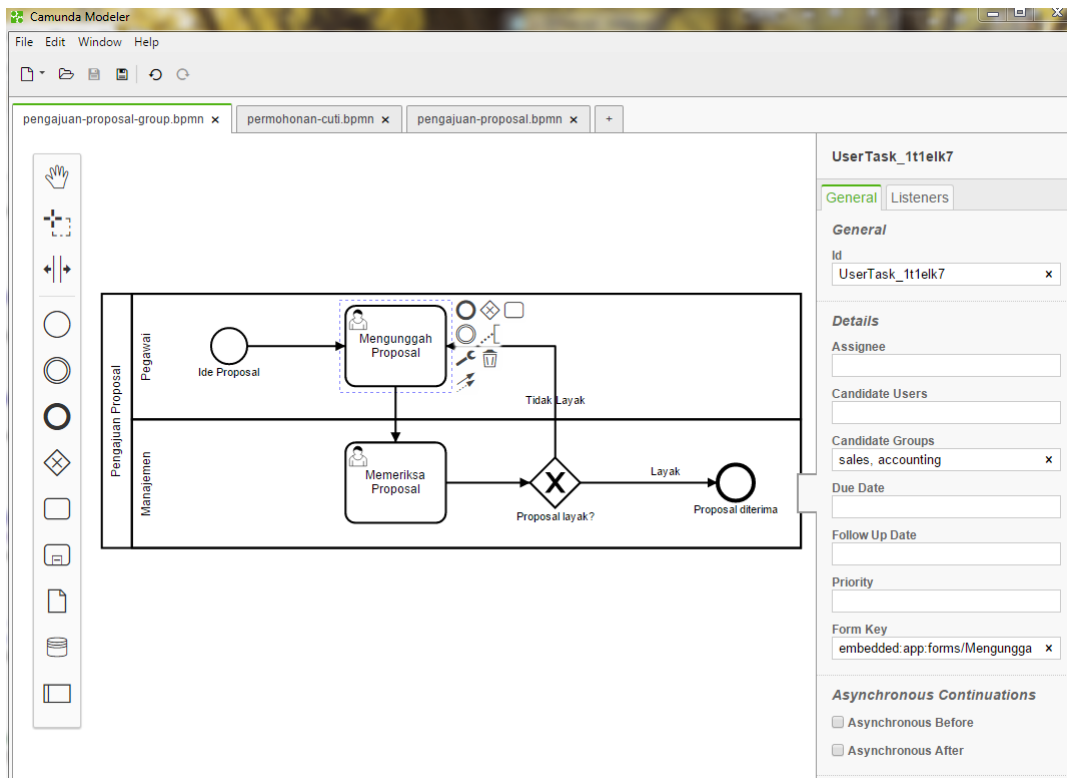 Camunda Modeler
File Edit Window Help
pengajuan-proposal-group.bpmn x permohonan-cuti.bpmn x pengajuan-proposal.bpmn x +
UserTask_1t1elk7
General Listeners
General
Id
UserTask_1t1elk7 x
Details
Assignee
Candidate Users
Candidate Groups
sales, accounting x
Due Date
Follow Up Date
Priority
Form Key
embedded:app:forms/Mengungga x
Asynchronous Continuations
Asynchronous Before
Asynchronous After
Pengajuan Proposal
Pegawai
Ide Proposal
Mengunggah
Proposal
Tidak Layak
Manajemen
Memeriksa
Proposal
X
Proposal layak?
Layak
Proposal diterima